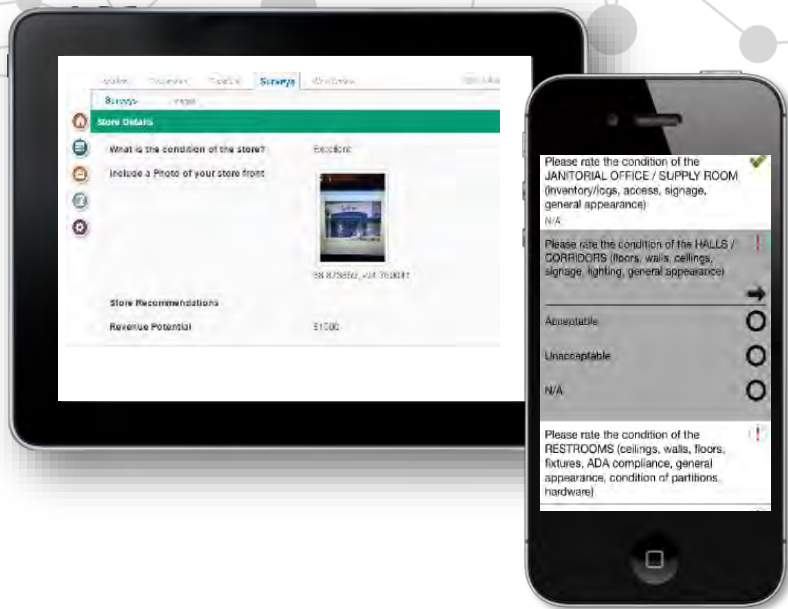 Surveys
Surveys
Store Details
What is the condition of the store?
Excellent
Include a Photo of your store front
Store Recommendations
Revenue Potential
$1500
Please rate the condition of the
JANITORIAL OFFICE / SUPPLY ROOM
(inventory/logs, access, signage,
general appearance)
N/A
Please rate the condition of the HALLS /
CORRIDORS (floors, walls, ceilings,
signage, lighting, general appearance)
Acceptable
Unacceptable
N/A
Please rate the condition of the
RESTROOMS (ceilings, walls, floors,
fixtures, ADA compliance, general
appearance, condition of partitions,
hardware)